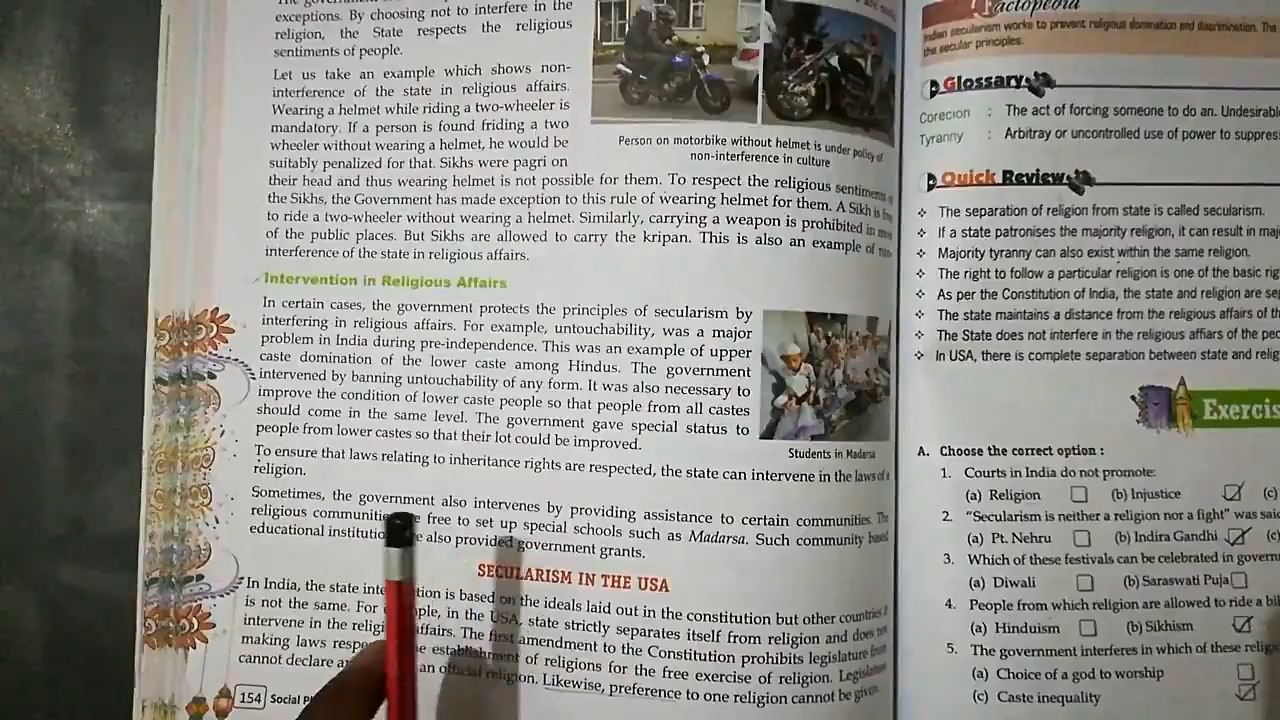 exceptions. By choosing not to interfere in the
religion, the State respects the religious
sentiments of people.
Let us take an example which shows non-
interference of the state in religious affairs.
Wearing a helmet while riding a two-wheeler is
mandatory. If a person is found friding a two
wheeler without wearing a helmet, he would be
suitably penalized for that. Sikhs were pagri on
their head and thus wearing helmet is not possible for them. To respect the religious sentiments
the Sikhs, the Government has made exception to this rule of wearing helmet for them. A Sikh is
to ride a two-wheeler without wearing a helmet. Similarly, carrying a weapon is prohibited in
of the public places. But Sikhs are allowed to carry the kripan. This is also an example of
interference of the state in religious affairs.
Person on motorbike without helmet is under policy of
non-interference in culture
Intervention in Religious Affairs
In certain cases, the government protects the principles of secularism by
interfering in religious affairs. For example, untouchability, was a major
problem in India during pre-independence. This was an example of upper
caste domination of the lower caste among Hindus. The government
intervened by banning untouchability of any form. It was also necessary to
improve the condition of lower caste people so that people from all castes
should come in the same level. The government gave special status to
people from lower castes so that their lot could be improved.
Students in Madarsa
To ensure that laws relating to inheritance rights are respected, the state can intervene in the laws of
religion.
Sometimes, the government also intervenes by providing assistance to certain communities. The
religious free to set up special schools such as Madarsa. Such community based
educational also provided government grants.
SECULARISM IN THE USA
In India, the state is based on the ideals laid out in the constitution but other countries
is not the same. For in the USA, state strictly separates itself from religion and does not
intervene in the affairs. The first amendment to the Constitution prohibits legislature from
making laws establishment of religions for the free exercise of religion. Legislature
cannot declare an official religion. Likewise, preference to one religion cannot be given.
154 Social
actopedia
Indian secularism works to prevent religious domination and discrimination. The
the secular principles.
Glossary
Corecion : The act of forcing someone to do an. Undesirabl
Tyranny : Arbitray or uncontrolled use of power to suppres
Quick Review
❖ The separation of religion from state is called secularism.
❖ If a state patronises the majority religion, it can result in maj
❖ Majority tyranny can also exist within the same religion.
❖ The right to follow a particular religion is one of the basic rig
❖ As per the Constitution of India, the state and religion are se
❖ The state maintains a distance from the religious affairs of th
❖ The State does not interfere in the religious affiars of the peo
❖ In USA, there is complete separation between state and relig
Exercis
A. Choose the correct option :
1. Courts in India do not promote:
(a) Religion (b) Injustice (c)
2. "Secularism is neither a religion nor a fight" was said
(a) Pt. Nehru (b) Indira Gandhi (c)
3. Which of these festivals can be celebrated in govern
(a) Diwali (b) Saraswati Puja
4. People from which religion are allowed to ride a bi
(a) Hinduism (b) Sikhism
5. The government interferes in which of these religi
(a) Choice of a god to worship
(c) Caste inequality